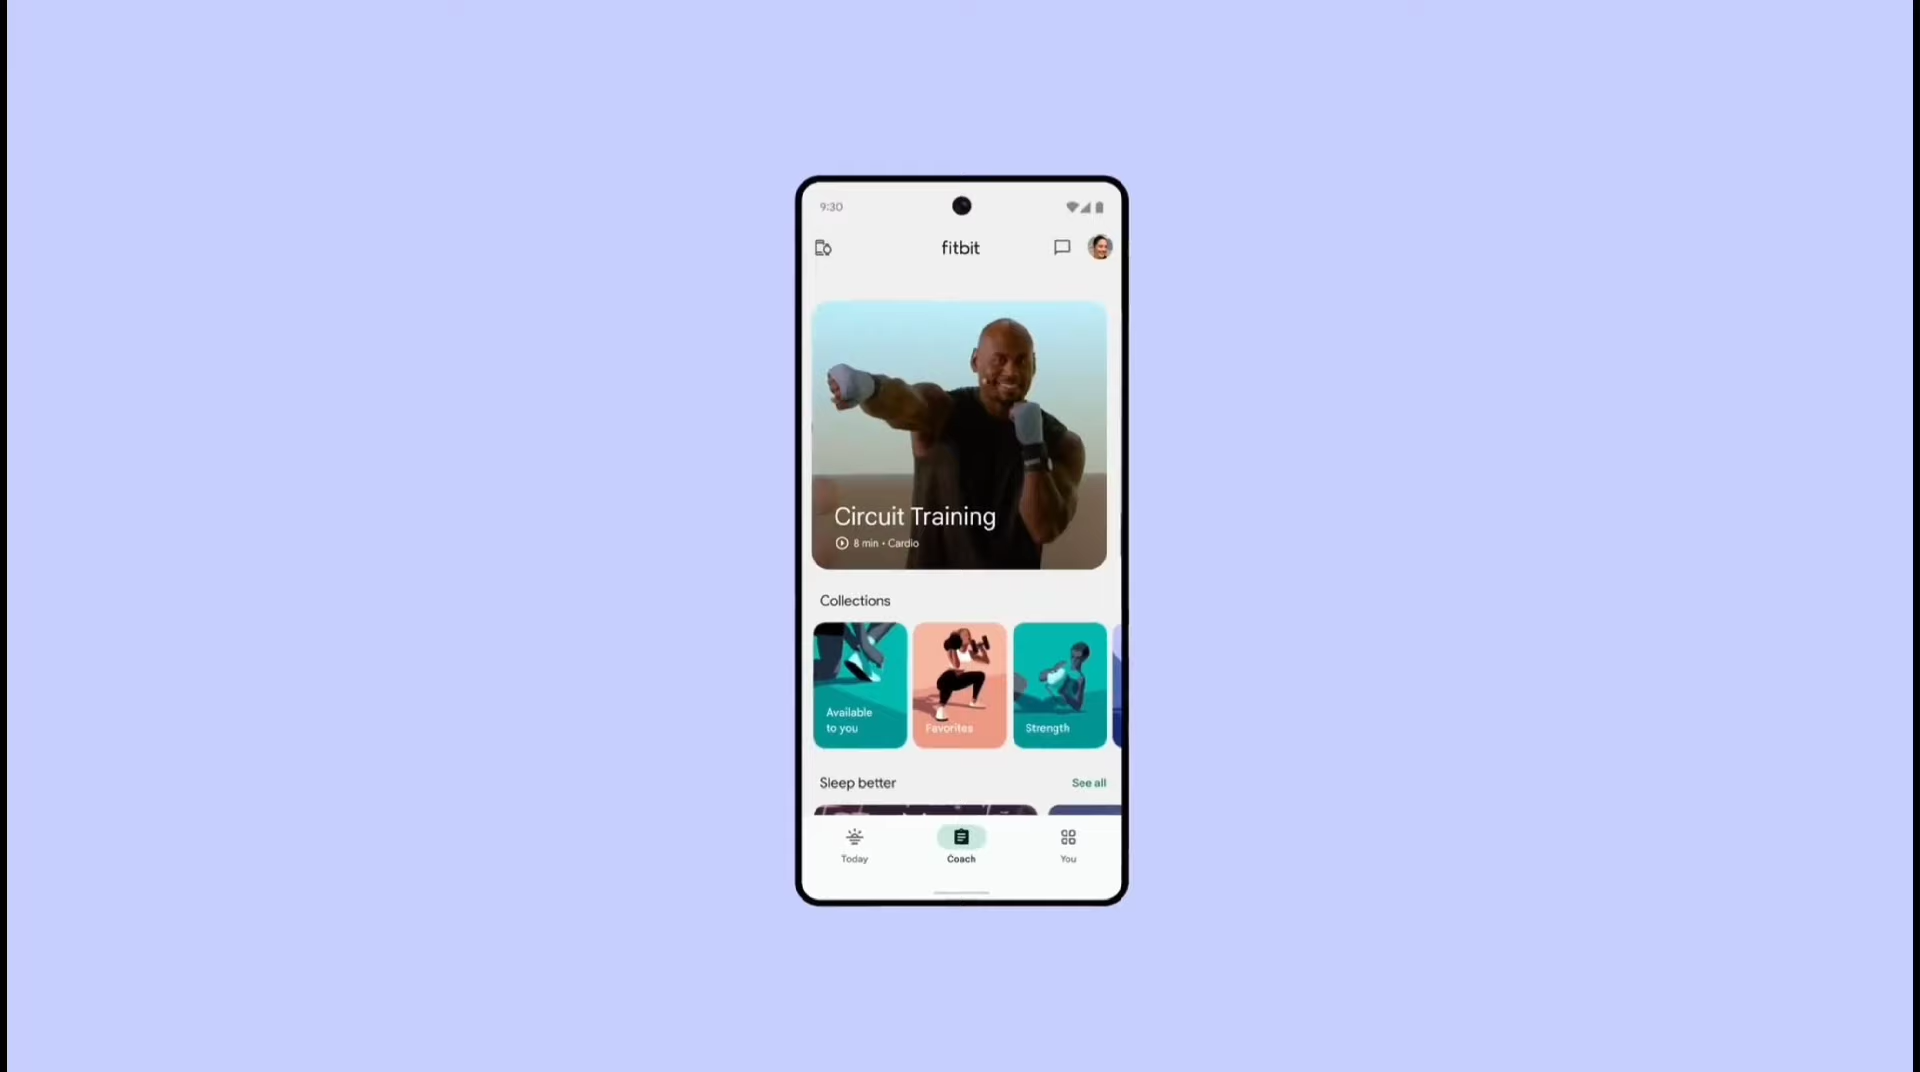 9:30
fitbit
Circuit Training
8 min • Cardio
Collections
Available
to you
Favorites
Strength
Sleep better
See all
Today
Coach
You